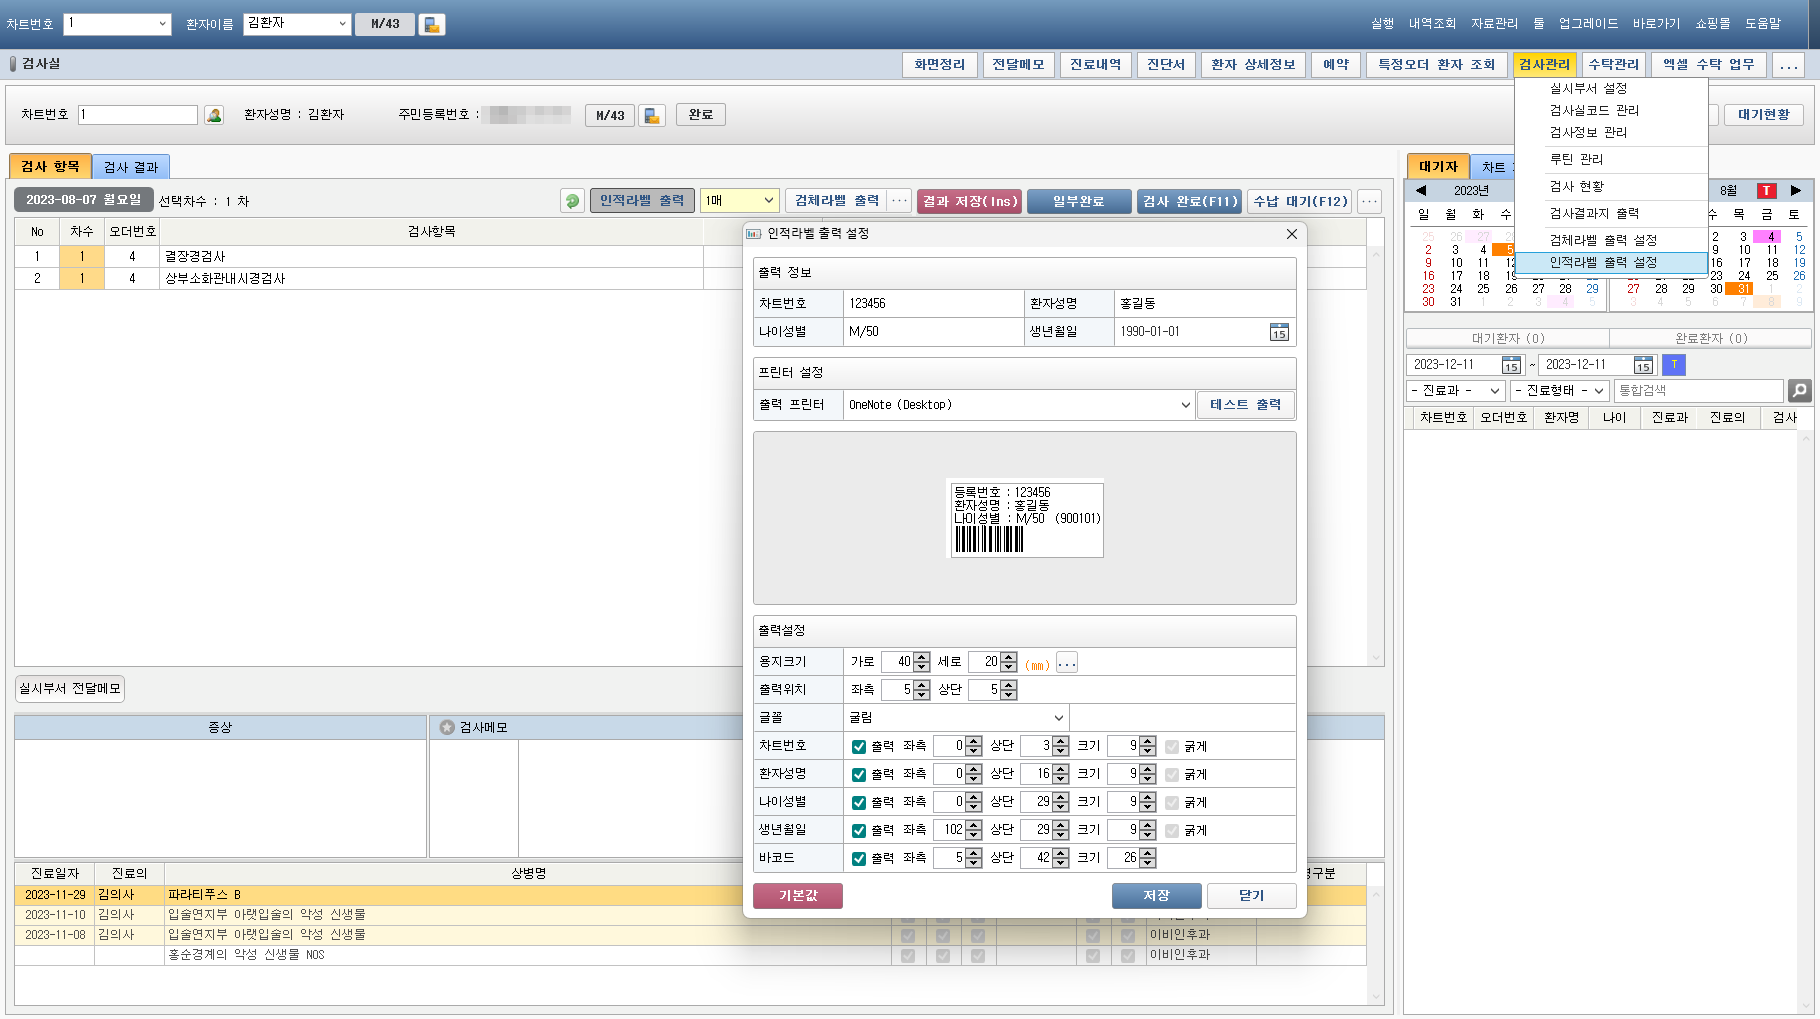 차트번호 1 환자이름 김환자 M/43 실행 내역조회 자료관리 툴 업그레이드 바로가기 쇼핑몰 도움말
검사실 화면정리 전달메모 진료내역 진단서 환자 상세정보 예약 특정오더 환자 조회 검사관리 수탁관리 엑셀 수탁 업무 ...
차트번호 1 환자성명 : 김환자 주민등록번호 : M/43 완료 대기현황
실시부서 설정
검사실코드 관리
검사정보 관리
루틴 관리
검사 현황
검사결과지 출력
검체라벨 출력 설정
인적라벨 출력 설정
검사 항목 검사 결과
2023-08-07 월요일 선택차수 : 1 차 인적라벨 출력 1매 검체라벨 출력 ... 결과 저장(Ins) 일부완료 검사 완료(F11) 수납 대기(F12) ...
No 차수 오더번호 검사항목
1 1 4 결장경검사
2 1 4 상부소화관내시경검사
인적라벨 출력 설정
출력 정보
차트번호 123456 환자성명 홍길동
나이성별 M/50 생년월일 1990-01-01 15
프린터 설정
출력 프린터 OneNote (Desktop) 테스트 출력
등록번호 : 123456
환자성명 : 홍길동
나이성별 : M/50 (900101)
출력설정
용지크기 가로 40 세로 20 (mm) ...
출력위치 좌측 5 상단 5
글꼴 굴림
차트번호 출력 좌측 0 상단 3 크기 9 굵게
환자성명 출력 좌측 0 상단 16 크기 9 굵게
나이성별 출력 좌측 0 상단 29 크기 9 굵게
생년월일 출력 좌측 102 상단 29 크기 9 굵게
바코드 출력 좌측 5 상단 42 크기 26
기본값 저장 닫기
실시부서 전달메모
증상 검사메모
진료일자 진료의 상병명 구분
2023-11-29 김의사 파라티푸스 B
2023-11-10 김의사 입술연지부 아랫입술의 악성 신생물
2023-11-08 김의사 입술연지부 아랫입술의 악성 신생물 이비인후과
홍순경계의 악성 신생물 NOS 이비인후과
대기자 차트
2023년 8월 T
일 월 화 수 목 금 토
25 26 27 2 3 4 5
2 3 4 5 9 10 11 12
9 10 11 12 16 17 18 19
16 17 18 19 23 24 25 26
23 24 25 26 27 28 29 27 28 29 30 31 1 2
30 31 1 2 3 4 5 3 4 5 6 7 8 9
대기환자 (0) 완료환자 (0)
2023-12-11 15 ~ 2023-12-11 15 T
- 진료과 - - 진료형태 - 통합검색
차트번호 오더번호 환자명 나이 진료과 진료의 검사